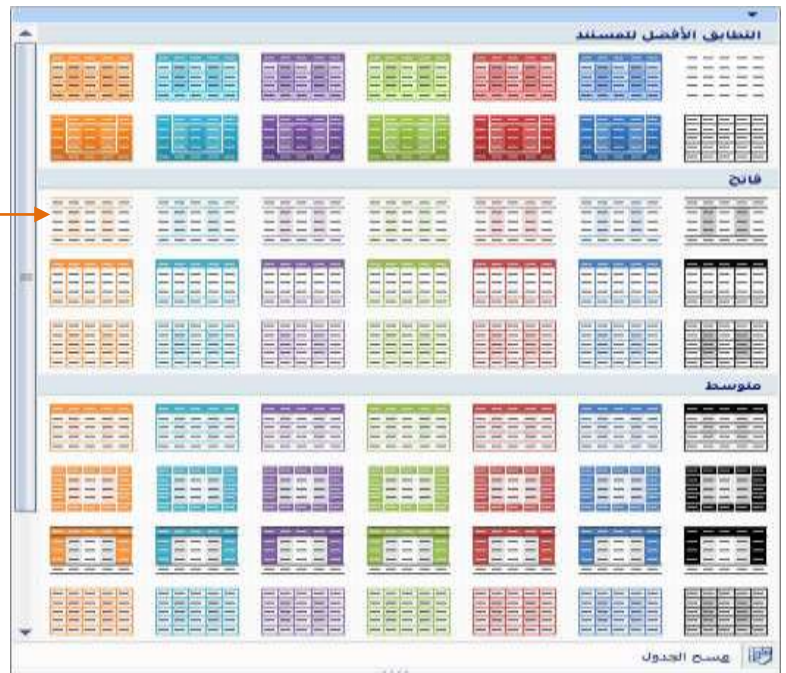 التطابق الأفضل للمستند
فاتح
متوسط
مسح الجدول